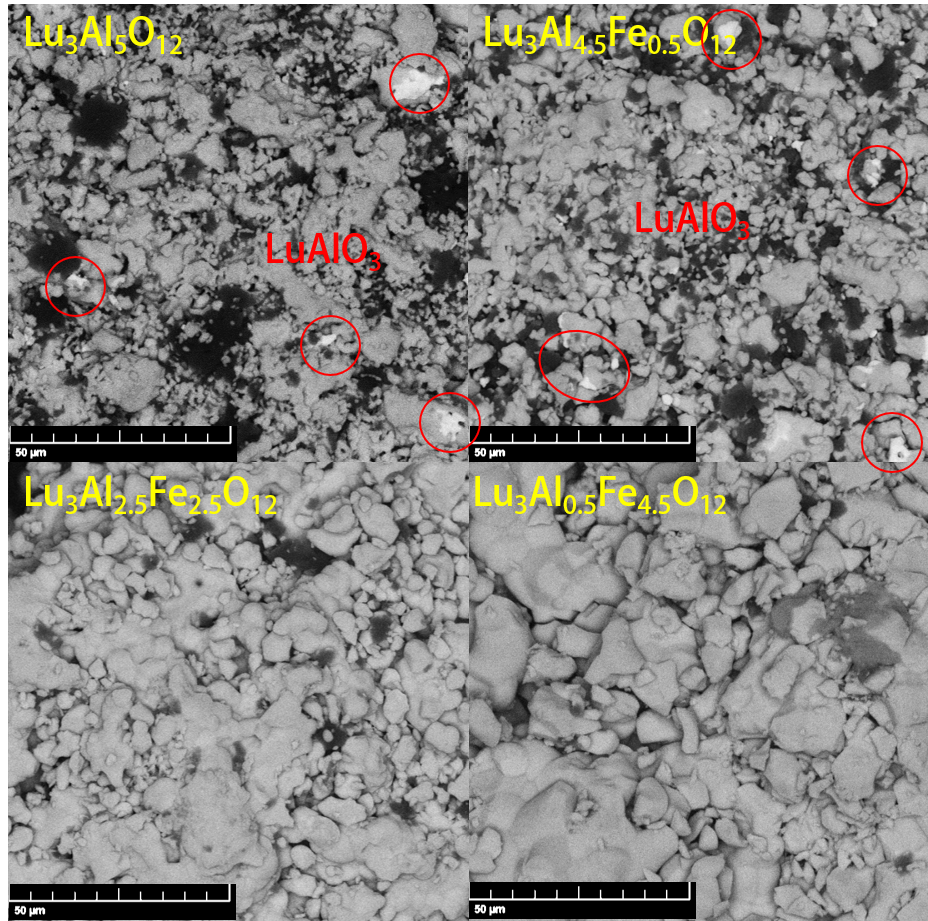 Lu₃Al₅O₁₂
Lu₃Al₄.₅Fe₀.₅O₁₂
LuAlO₃
LuAlO₃
50 µm
50 µm
Lu₃Al₂.₅Fe₂.₅O₁₂
Lu₃Al₀.₅Fe₄.₅O₁₂
50 µm
50 µm